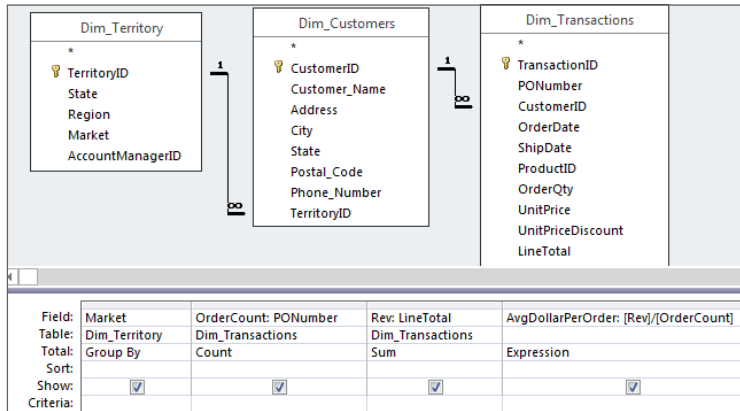 Dim_Territory
*
TerritoryID
State
Region
Market
AccountManagerID
1
∞
Dim_Customers
*
CustomerID
Customer_Name
Address
City
State
Postal_Code
Phone_Number
TerritoryID
1
∞
Dim_Transactions
*
TransactionID
PONumber
CustomerID
OrderDate
ShipDate
ProductID
OrderQty
UnitPrice
UnitPriceDiscount
LineTotal
Field: Market OrderCount: PONumber Rev: LineTotal AvgDollarPerOrder: [Rev]/[OrderCount]
Table: Dim_Territory Dim_Transactions Dim_Transactions
Total: Group By Count Sum Expression
Sort:
Show:
Criteria: